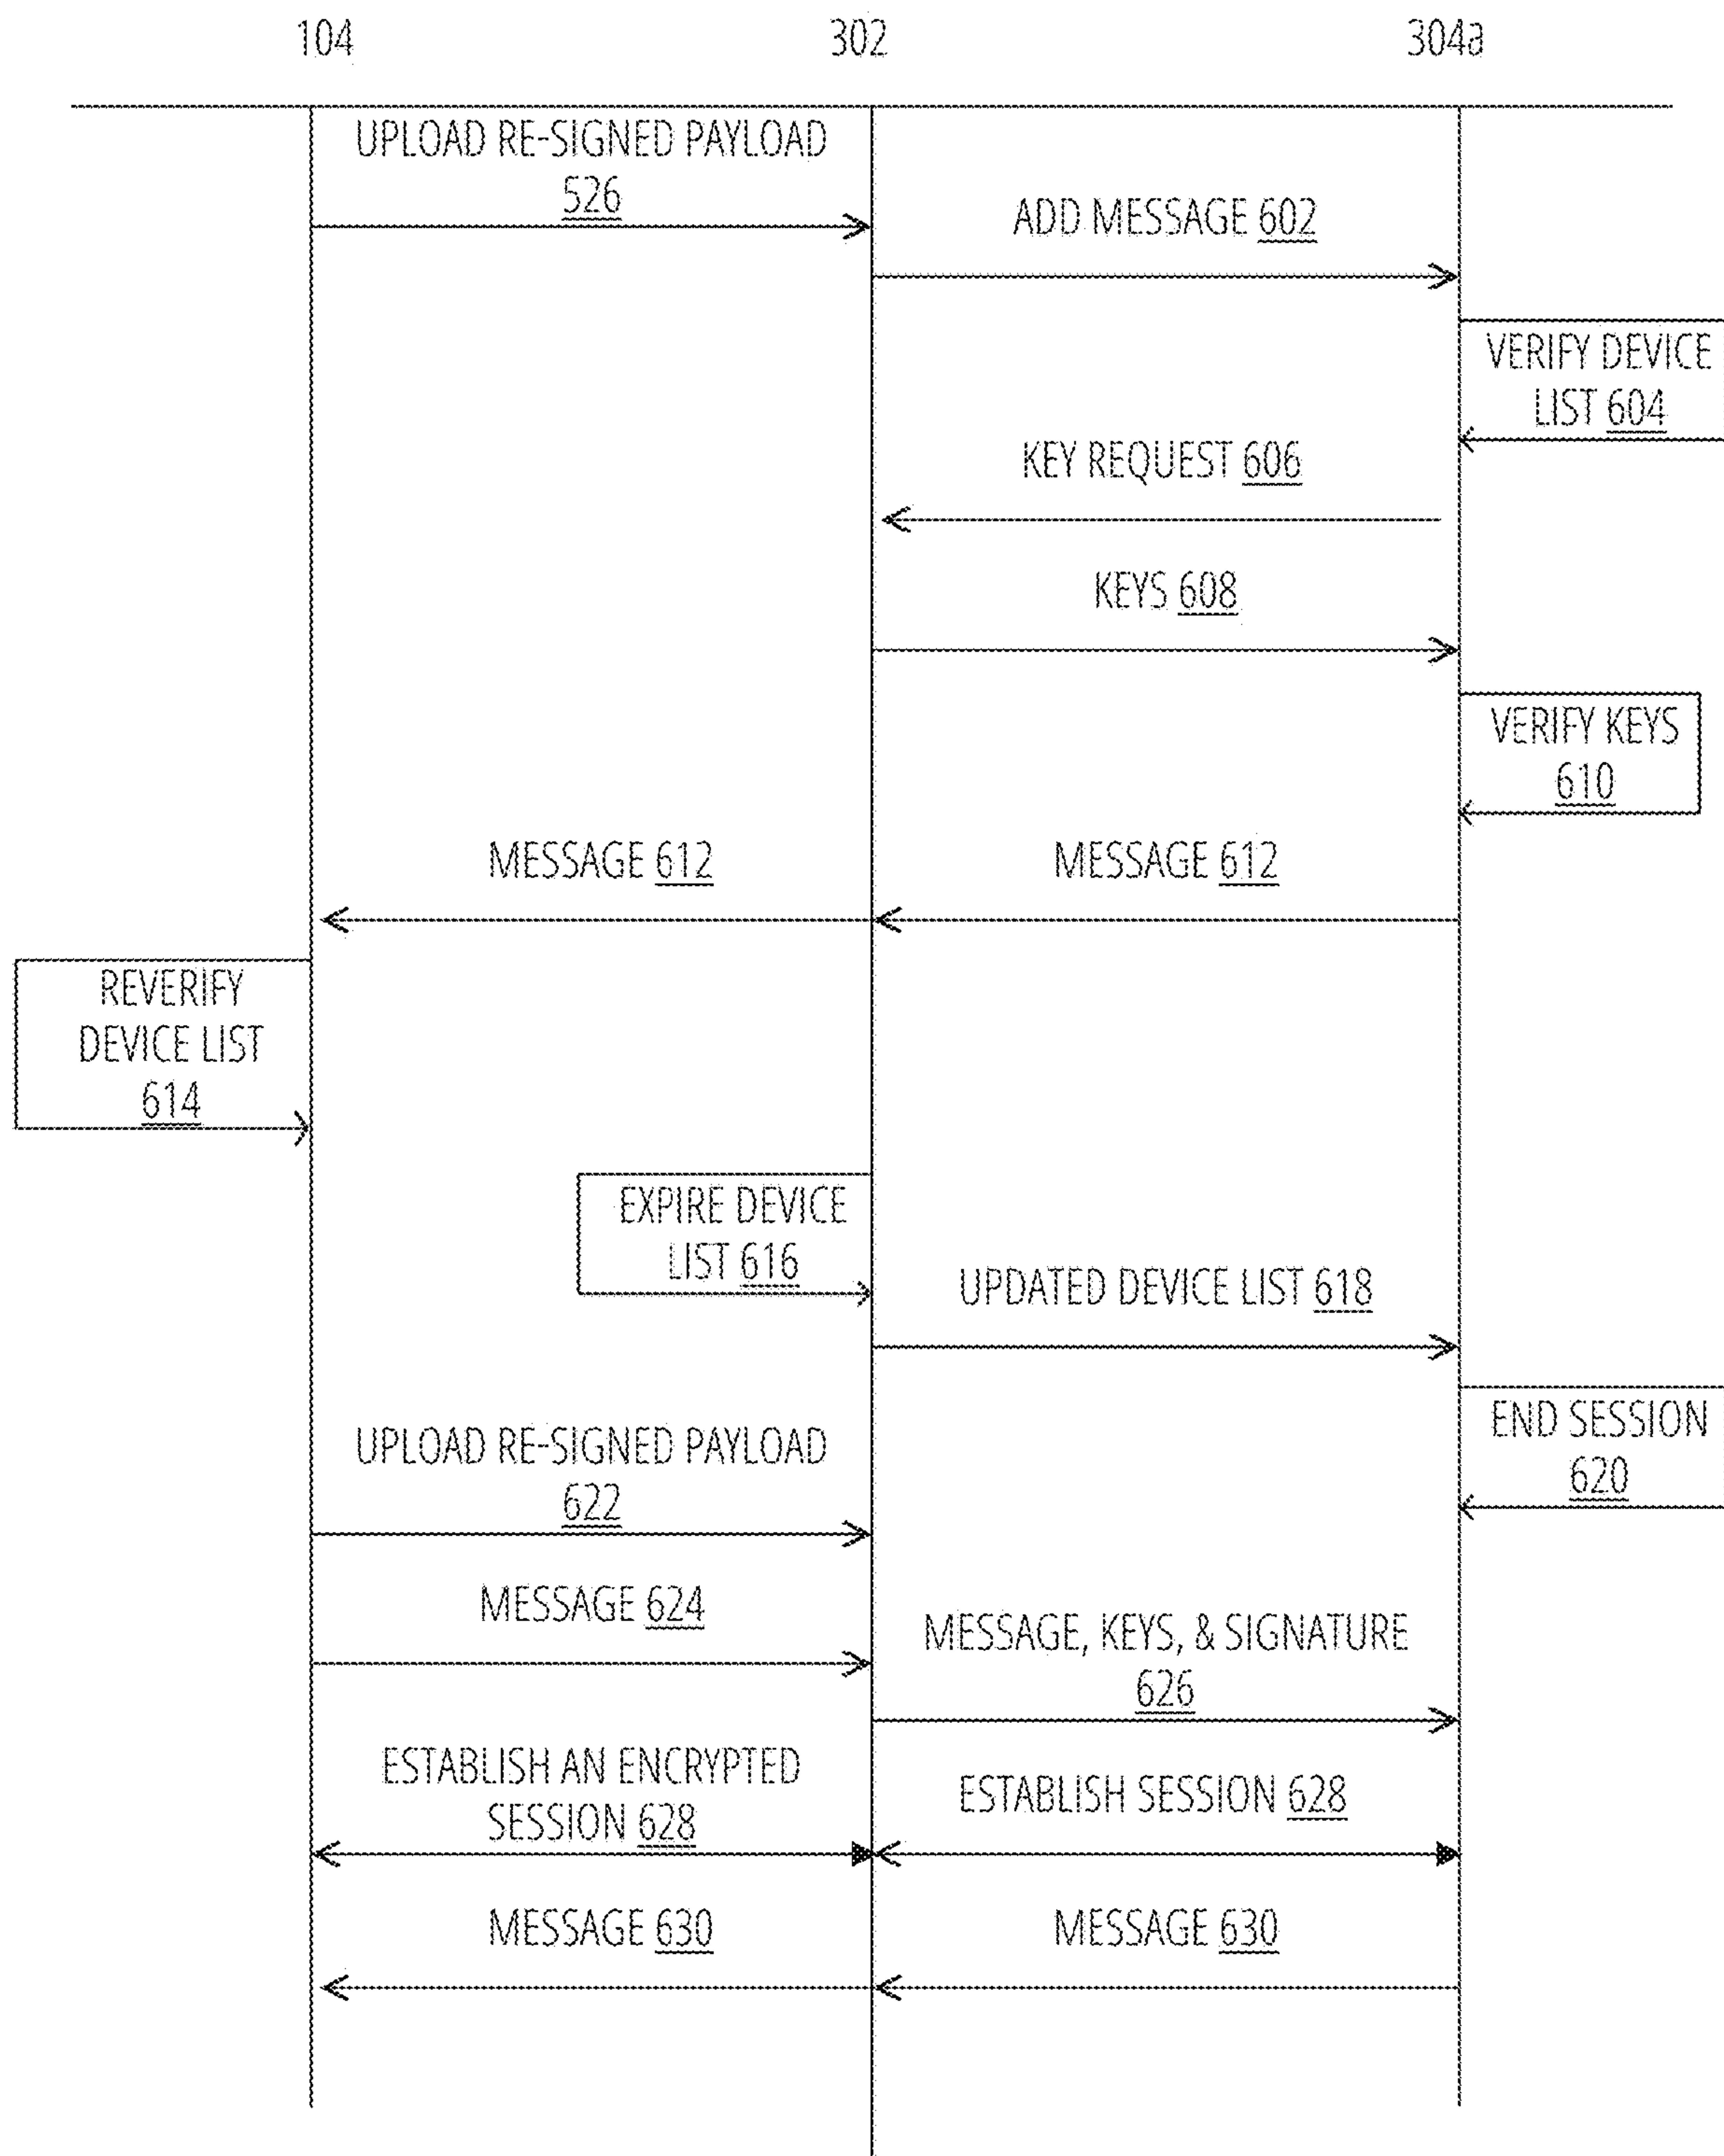 104 302 304a
UPLOAD RE-SIGNED PAYLOAD
526
ADD MESSAGE 602
VERIFY DEVICE
LIST 604
KEY REQUEST 606
KEYS 608
VERIFY KEYS
610
MESSAGE 612 MESSAGE 612
REVERIFY
DEVICE LIST
614
EXPIRE DEVICE
LIST 616
UPDATED DEVICE LIST 618
END SESSION
620
UPLOAD RE-SIGNED PAYLOAD
622
MESSAGE 624
MESSAGE, KEYS, & SIGNATURE
626
ESTABLISH AN ENCRYPTED
SESSION 628
ESTABLISH SESSION 628
MESSAGE 630 MESSAGE 630